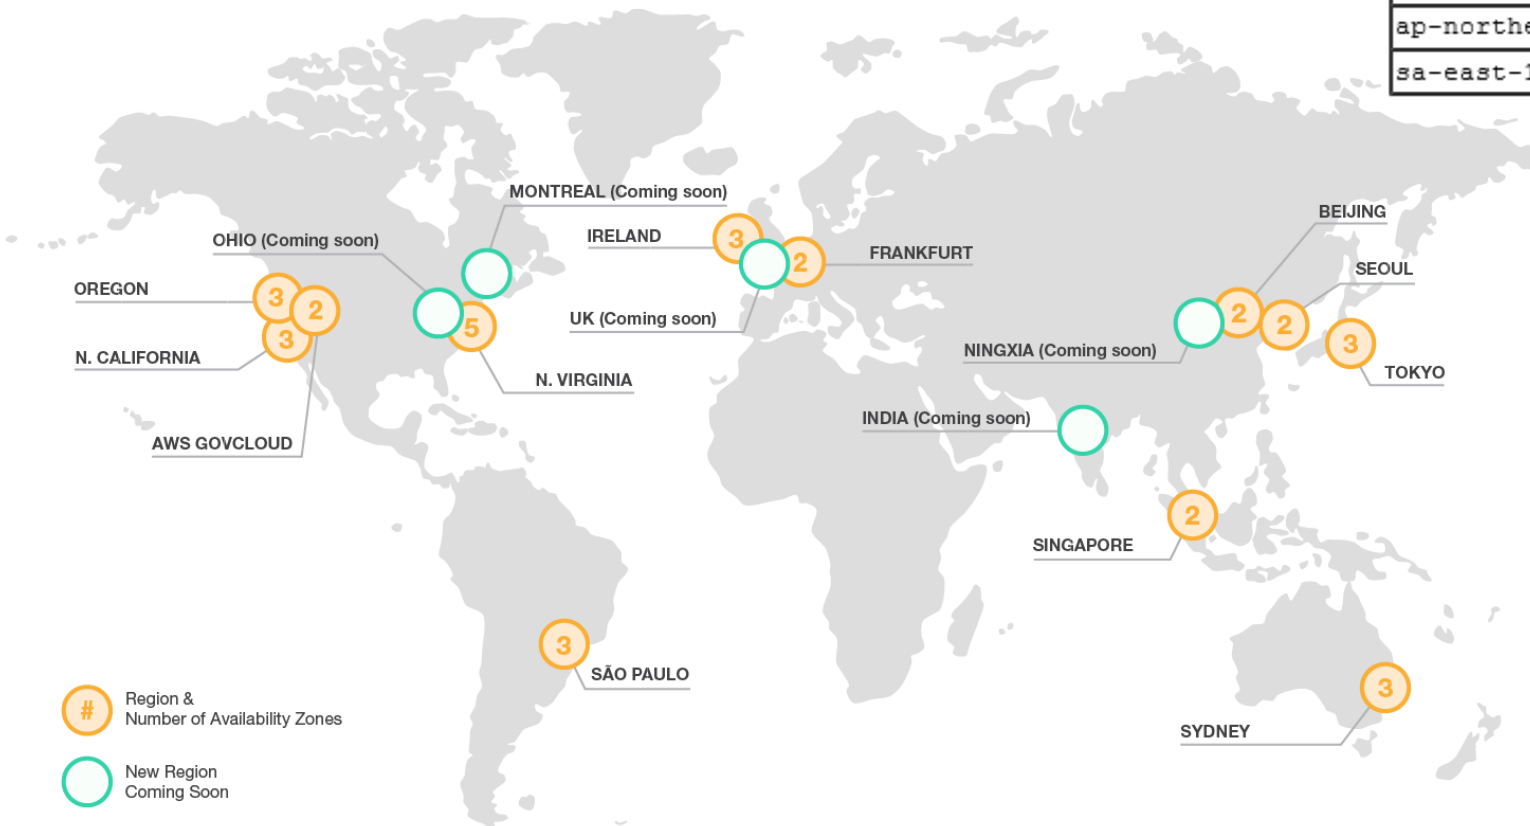 ap-northe
sa-east-1
MONTREAL (Coming soon)
OHIO (Coming soon)
IRELAND
FRANKFURT
BEIJING
SEOUL
OREGON
3
2
3
5
3
2
UK (Coming soon)
2
2
3
N. CALIFORNIA
N. VIRGINIA
NINGXIA (Coming soon)
TOKYO
AWS GOVCLOUD
INDIA (Coming soon)
2
SINGAPORE
3
SÃO PAULO
3
SYDNEY
# Region &
Number of Availability Zones
New Region
Coming Soon